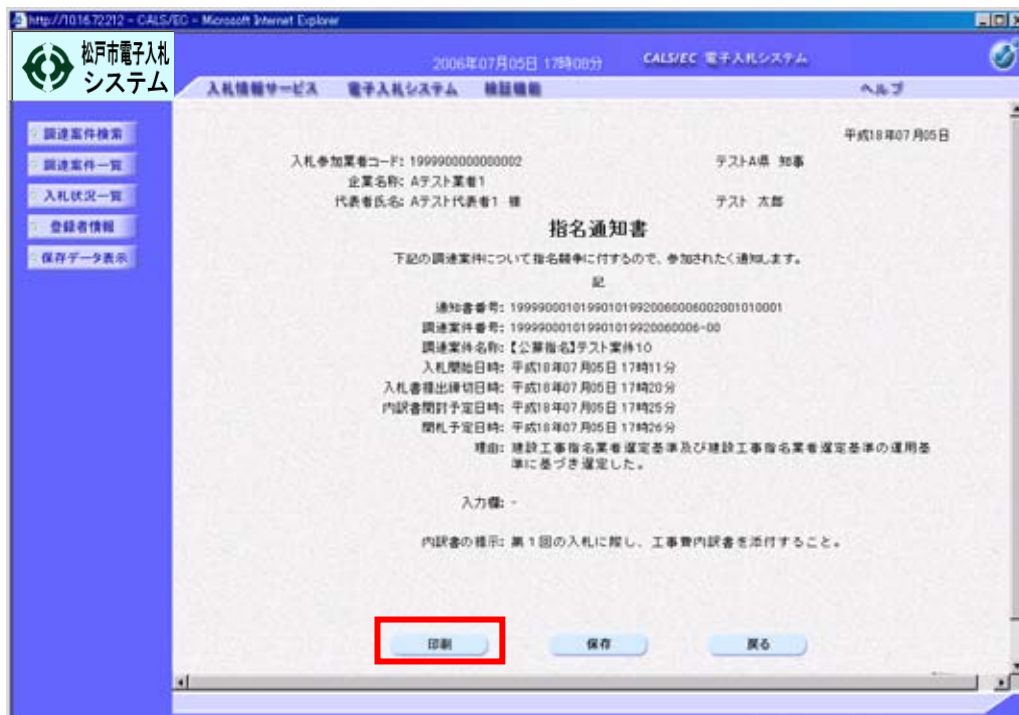 http://10.16.72.212 - CALS/EC - Microsoft Internet Explorer
松戸市電子入札
システム
2006年07月05日 17時08分
CALS/EC 電子入札システム
入札情報サービス 電子入札システム 検証機能 ヘルプ
調達案件検索
調達案件一覧
入札状況一覧
登録者情報
保存データ表示
平成18年07月05日
入札参加業者コード: 1999900000000002 テストA県 知事
企業名称: Aテスト業者1
代表者氏名: Aテスト代表者1 様 テスト 太郎
指名通知書
下記の調達案件について指名競争に付するので、参加されたく通知します。
記
通知書番号: 1999900010199010199200600060020010​10001
調達案件番号: 199990001019901019920060006-00
調達案件名称: 【公募指名】テスト案件10
入札開始日時: 平成18年07月05日 17時11分
入札書提出締切日時: 平成18年07月05日 17時20分
内訳書開封予定日時: 平成18年07月05日 17時25分
開札予定日時: 平成18年07月05日 17時26分
理由: 建設工事指名業者選定基準及び建設工事指名業者選定基準の運用基
準に基づき選定した。
入力欄: -
内訳書の提示: 第1回の入札に際し、工事費内訳書を添付すること。
印刷 保存 戻る